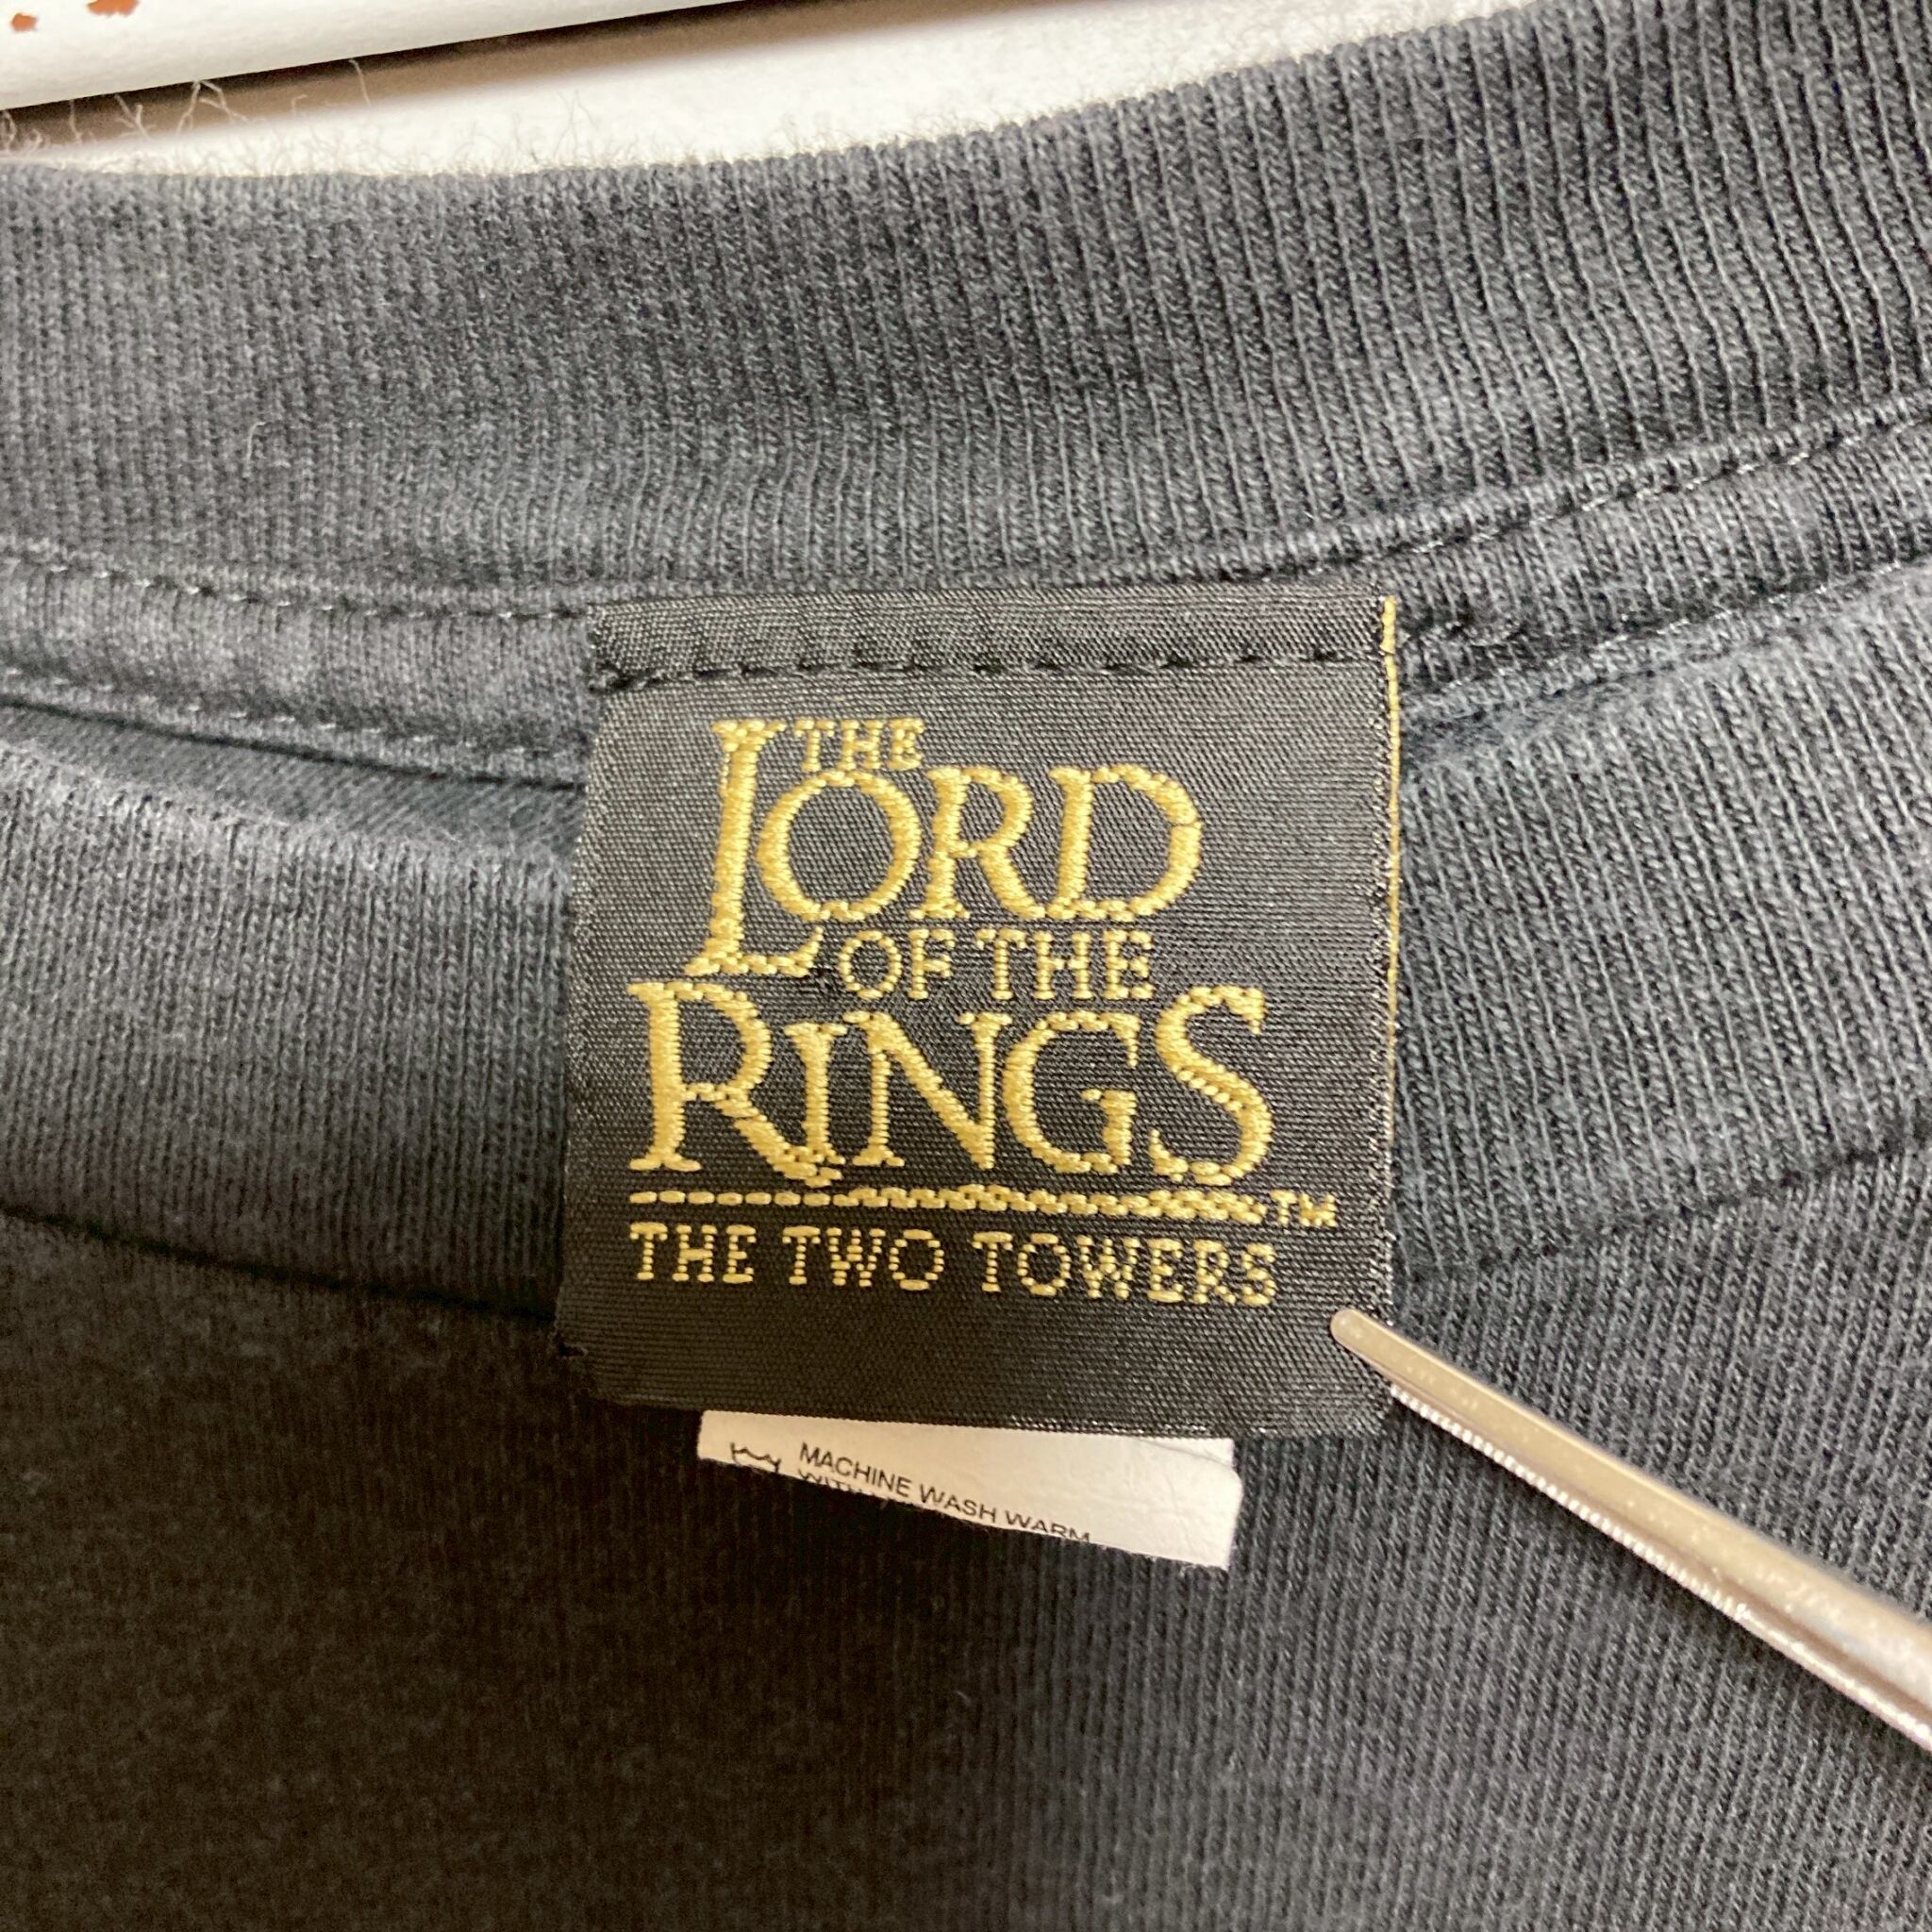 THE
LORD
OF THE
RINGS
™
THE TWO TOWERS
MACHINE WASH WARM